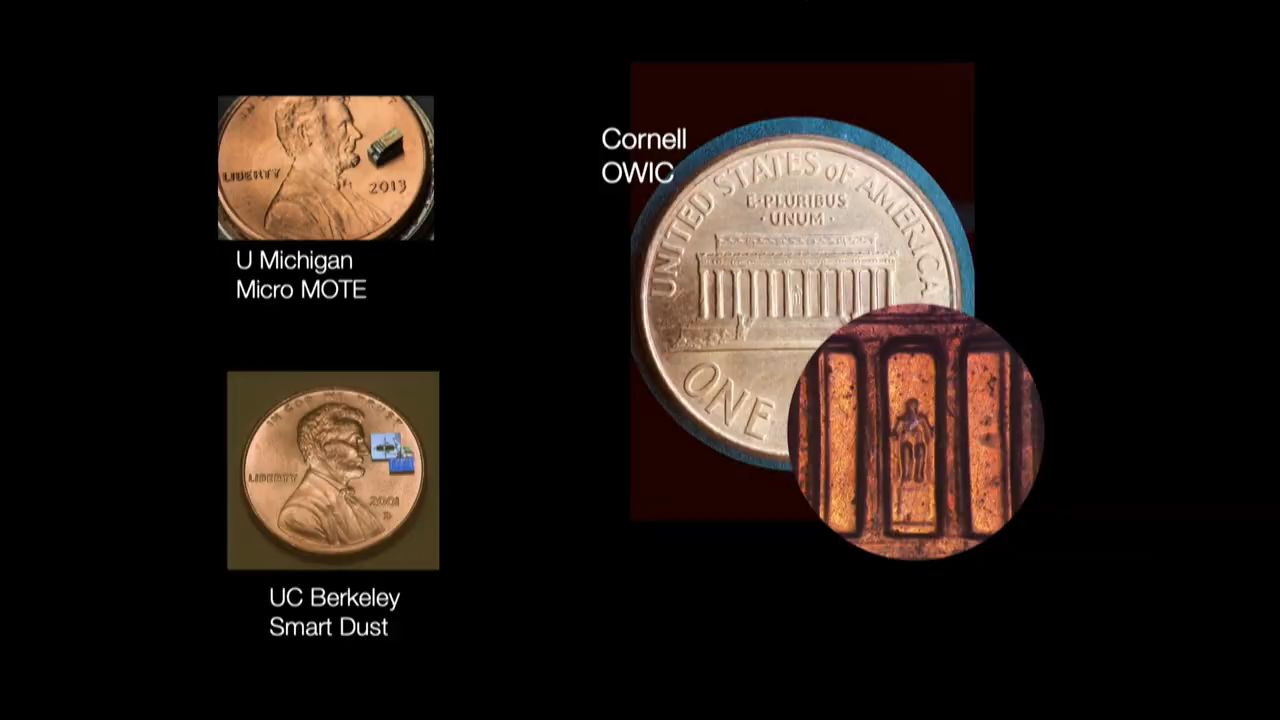 LIBERTY
2013
U Michigan
Micro MOTE
LIBERTY
2001
D
UC Berkeley
Smart Dust
Cornell
OWIC
UNITED STATES OF AMERICA
E·PLURIBUS
·UNUM·
ONE